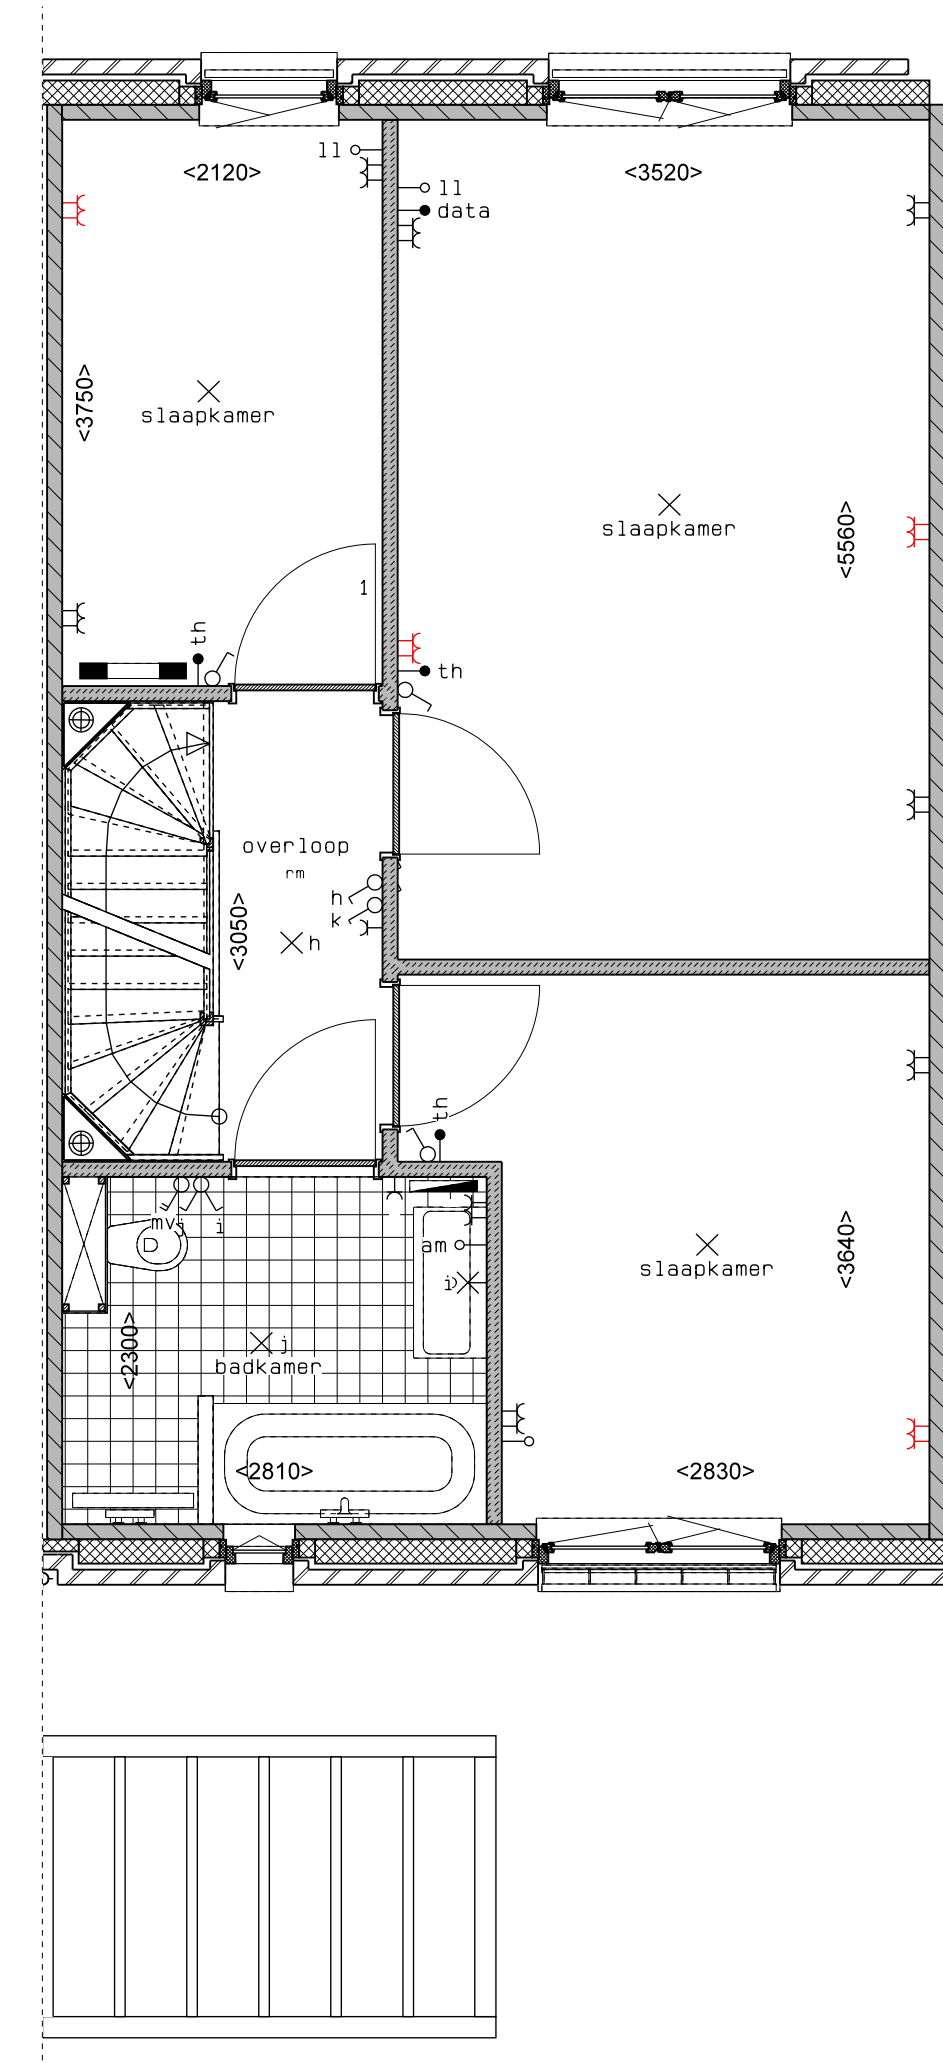 ll
<2120>
<3520>
ll
data
<3750>
slaapkamer
slaapkamer
<5560>
1
th
th
overloop
rm
h
k
<3050>
h
th
mvj
i
D
am
i
slaapkamer
<3640>
<2300>
j
badkamer
<2810>
<2830>